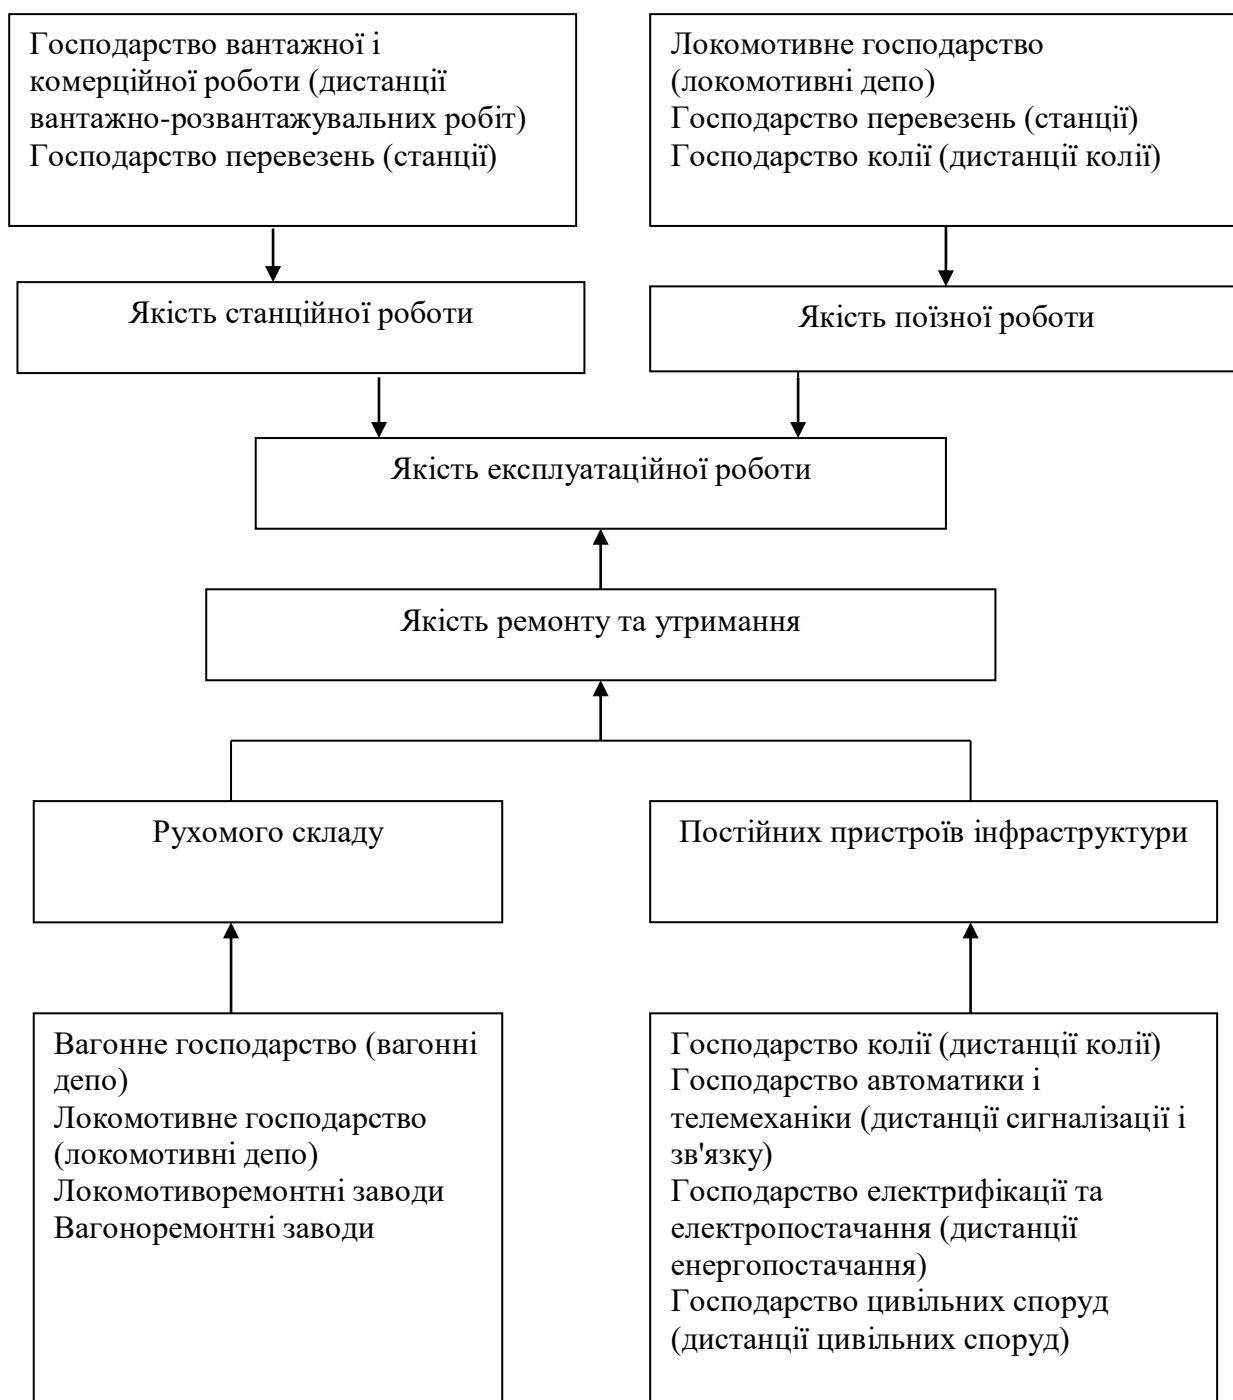 Господарство вантажної і
комерційної роботи (дистанції
вантажно-розвантажувальних робіт)
Господарство перевезень (станції)
Локомотивне господарство
(локомотивні депо)
Господарство перевезень (станції)
Господарство колії (дистанції колії)
Якість станційної роботи
Якість поїзної роботи
Якість експлуатаційної роботи
Якість ремонту та утримання
Рухомого складу
Постійних пристроїв інфраструктури
Вагонне господарство (вагонні
депо)
Локомотивне господарство
(локомотивні депо)
Локомотиворемонтні заводи
Вагоноремонтні заводи
Господарство колії (дистанції колії)
Господарство автоматики і
телемеханіки (дистанції сигналізації і
зв'язку)
Господарство електрифікації та
електропостачання (дистанції
енергопостачання)
Господарство цивільних споруд
(дистанції цивільних споруд)